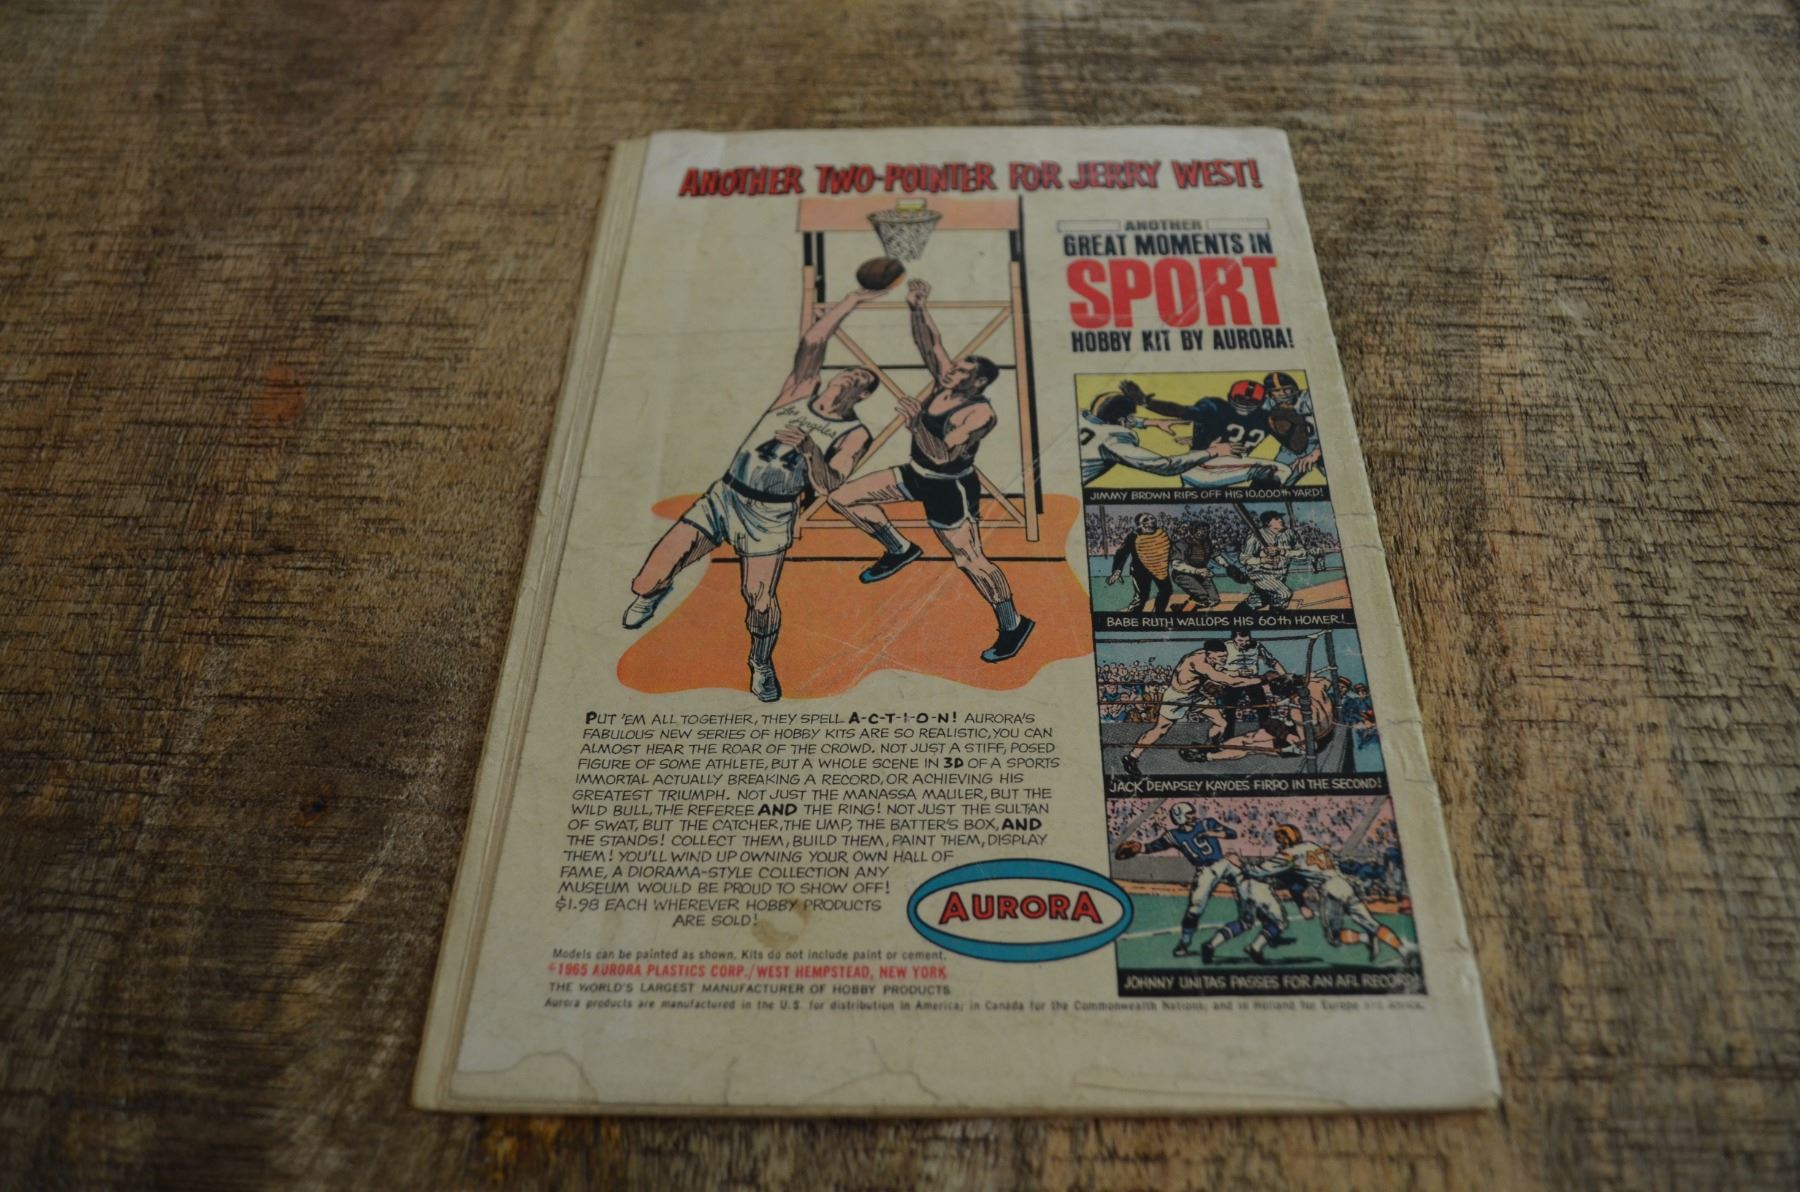 ANOTHER TWO-POINTER FOR JERRY WEST!
ANOTHER
GREAT MOMENTS IN
SPORT
HOBBY KIT BY AURORA!
Los Angeles
44
32
JIMMY BROWN RIPS OFF HIS 10,000th YARD!
BABE RUTH WALLOPS HIS 60th HOMER!
JACK DEMPSEY KAYOES FIRPO IN THE SECOND!
19
JOHNNY UNITAS PASSES FOR AN AFL RECORD!
PUT 'EM ALL TOGETHER, THEY SPELL A-C-T-I-O-N! AURORA'S
FABULOUS NEW SERIES OF HOBBY KITS ARE SO REALISTIC, YOU CAN
ALMOST HEAR THE ROAR OF THE CROWD. NOT JUST A STIFF, POSED
FIGURE OF SOME ATHLETE, BUT A WHOLE SCENE IN 3D OF A SPORTS
IMMORTAL ACTUALLY BREAKING A RECORD, OR ACHIEVING HIS
GREATEST TRIUMPH. NOT JUST THE MANASSA MAULER, BUT THE
WILD BULL, THE REFEREE AND THE RING! NOT JUST THE SULTAN
OF SWAT, BUT THE CATCHER, THE UMP, THE BATTER'S BOX, AND
THE STANDS! COLLECT THEM, BUILD THEM, PAINT THEM, DISPLAY
THEM! YOU'LL WIND UP OWNING YOUR OWN HALL OF
FAME, A DIORAMA-STYLE COLLECTION ANY
MUSEUM WOULD BE PROUD TO SHOW OFF!
$1.98 EACH WHEREVER HOBBY PRODUCTS
ARE SOLD!
AURORA
Models can be painted as shown. Kits do not include paint or cement.
©1965 AURORA PLASTICS CORP./WEST HEMPSTEAD, NEW YORK
THE WORLD'S LARGEST MANUFACTURER OF HOBBY PRODUCTS
Aurora products are manufactured in the U.S. for distribution in America; in Canada for the Commonwealth Nations; and in Holland for Europe and Africa.